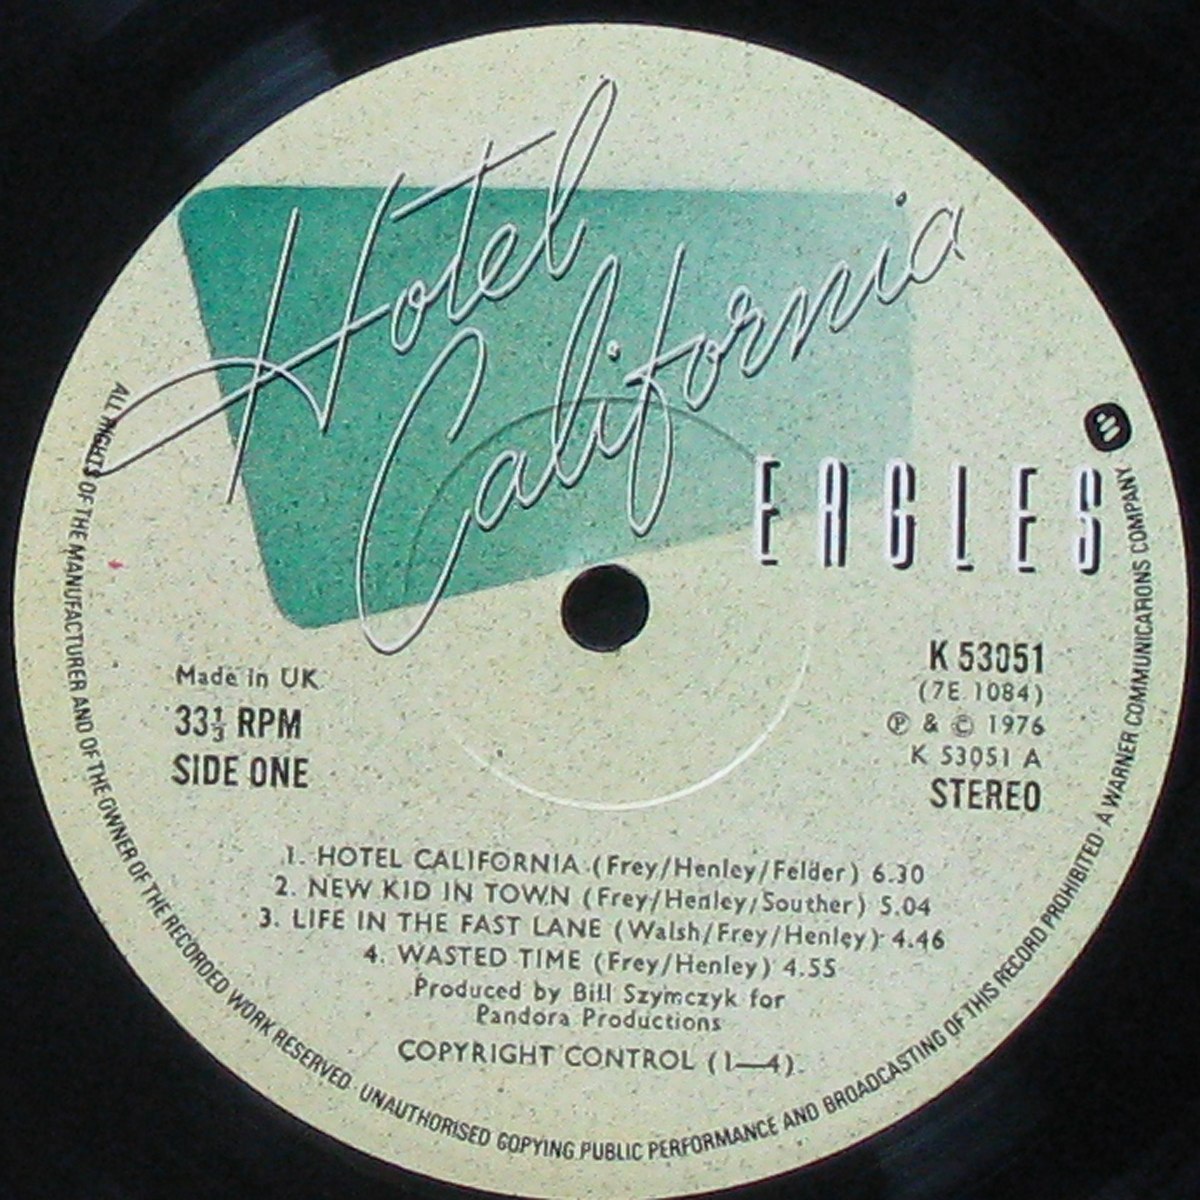 Hotel
California
EAGLES
Made in UK
33⅓ RPM
SIDE ONE
K 53051
(7E 1084)
℗ & © 1976
K 53051 A
STEREO
1. HOTEL CALIFORNIA (Frey/Henley/Felder) 6.30
2. NEW KID IN TOWN (Frey/Henley/Souther) 5.04
3. LIFE IN THE FAST LANE (Walsh/Frey/Henley) 4.46
4. WASTED TIME (Frey/Henley) 4.55
Produced by Bill Szymczyk for
Pandora Productions
COPYRIGHT CONTROL (1—4).
ALL RIGHTS OF THE MANUFACTURER AND OF THE OWNER OF THE RECORDED WORK RESERVED · UNAUTHORISED COPYING PUBLIC PERFORMANCE AND BROADCASTING OF THIS RECORD PROHIBITED · A WARNER COMMUNICATIONS COMPANY